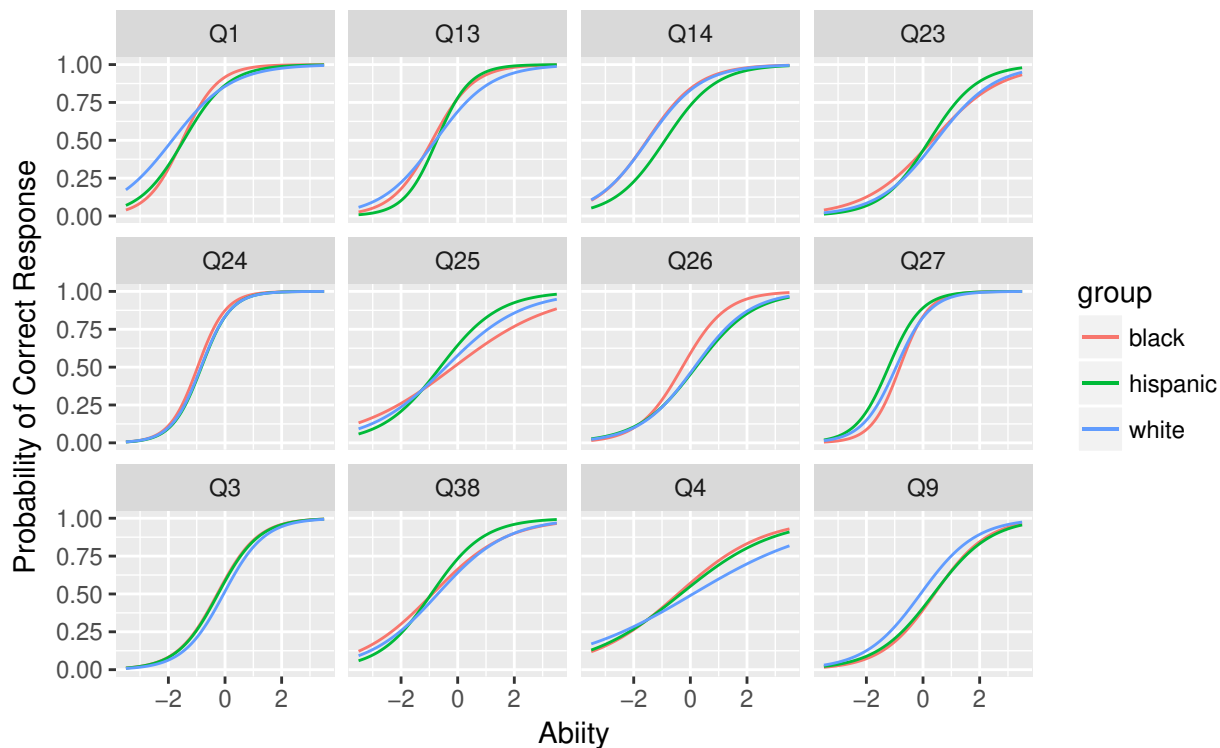 Q1 Q13 Q14 Q23
1.00
0.75
0.50
0.25
0.00
Q24 Q25 Q26 Q27
1.00
0.75
0.50
0.25
0.00
Q3 Q38 Q4 Q9
1.00
0.75
0.50
0.25
0.00
−2 0 2 −2 0 2 −2 0 2 −2 0 2
Abiity
Probability of Correct Response
group
black
hispanic
white